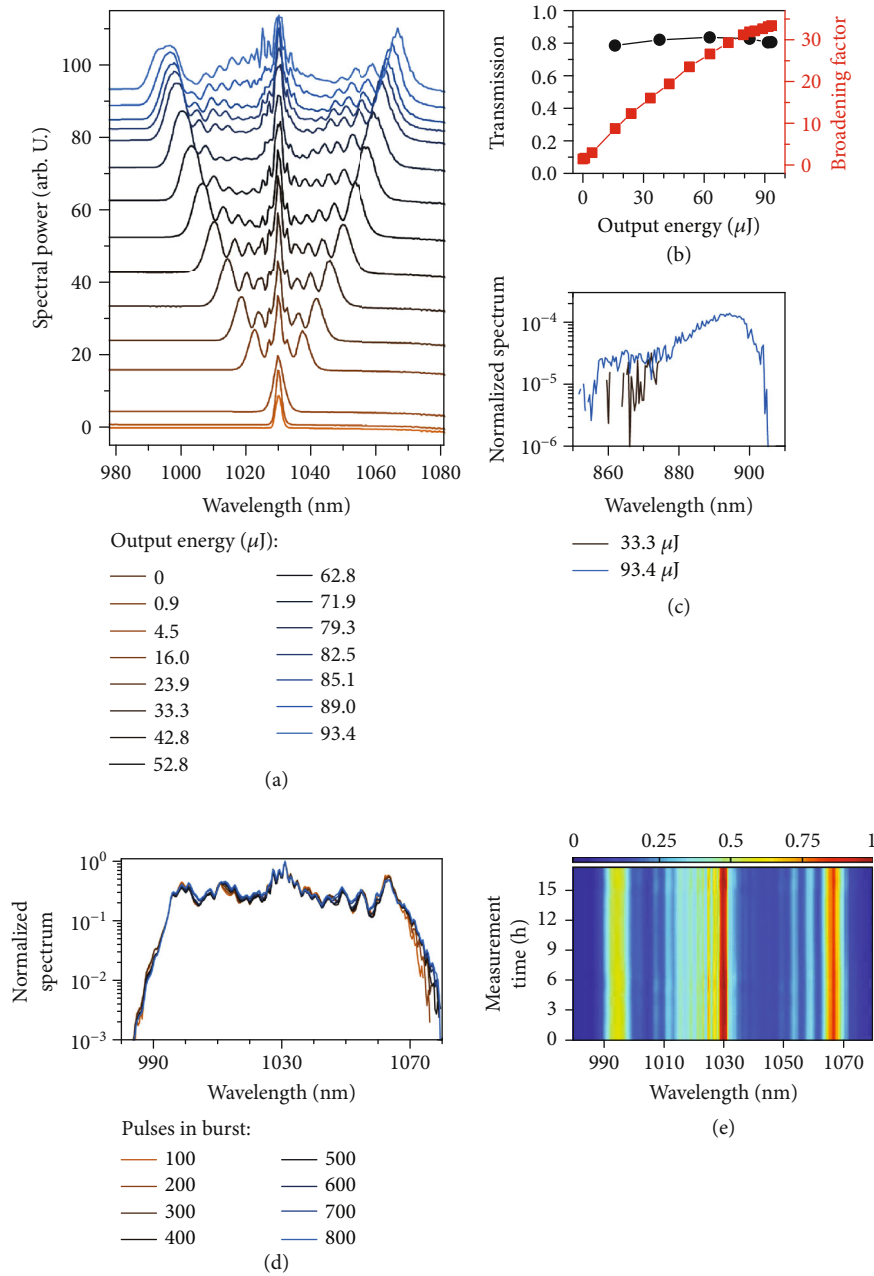 100
80
60
40
20
0
Spectral power (arb. U.)
980 1000 1020 1040 1060 1080
Wavelength (nm)
Output energy (μJ):
0
0.9
4.5
16.0
23.9
33.3
42.8
52.8
62.8
71.9
79.3
82.5
85.1
89.0
93.4
(a)
1.0
0.8
0.6
0.4
0.2
0.0
Transmission
30
20
10
0
Broadening factor
0 30 60 90
Output energy (μJ)
(b)
10⁻⁴
10⁻⁵
10⁻⁶
Normalized spectrum
860 880 900
Wavelength (nm)
33.3 μJ
93.4 μJ
(c)
10⁰
10⁻¹
10⁻²
10⁻³
Normalized
spectrum
990 1030 1070
Wavelength (nm)
Pulses in burst:
100
200
300
400
500
600
700
800
(d)
0 0.25 0.5 0.75 1
15
12
9
6
3
0
Measurement
time (h)
990 1010 1030 1050 1070
Wavelength (nm)
(e)